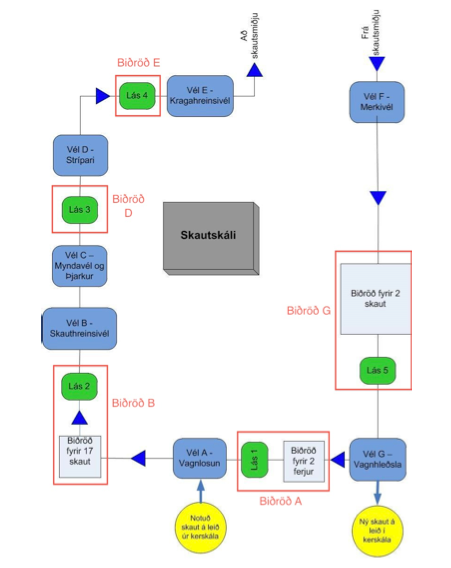 Að
skautsmiðju
Frá
skautsmiðju
Biðröð E
Lás 4
Vél E -
Kragahreinsivél
Vél F -
Merkivél
Vél D -
Strípari
Biðröð
D
Lás 3
Skautskáli
Vél C –
Myndavél og
Þjarkur
Biðröð fyrir 2
skaut
Biðröð G
Vél B -
Skauthreinsivél
Lás 5
Lás 2
Biðröð B
Biðröð
fyrir 17
skaut
Vél A -
Vagnlosun
Lás 1
Biðröð
fyrir 2
ferjur
Vél G –
Vagnhleðsla
Biðröð A
Notuð
skaut á leið
úr kerskála
Ný skaut á
leið í
kerskála